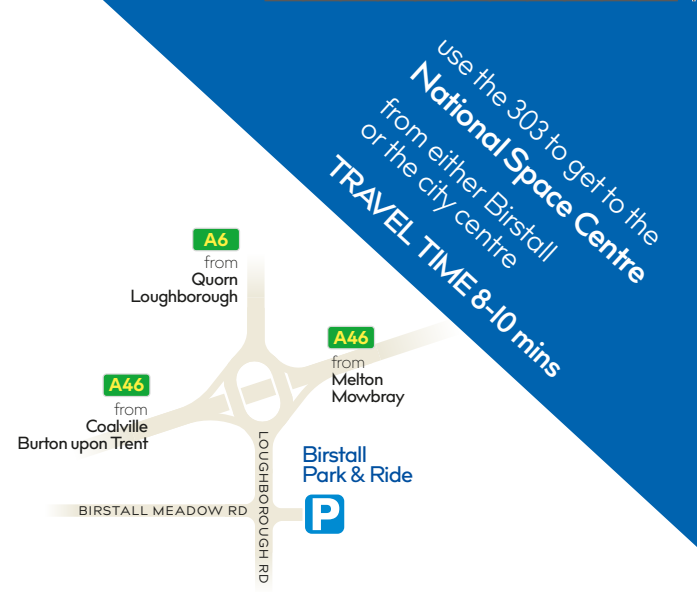 use the 303 to get to the
National Space Centre
from either Birstall
or the city centre
TRAVEL TIME 8-10 mins
A6
from
Quorn
Loughborough
A46
from
Melton
Mowbray
A46
from
Coalville
Burton upon Trent
Birstall
Park & Ride
P
BIRSTALL MEADOW RD
LOUGHBOROUGH RD